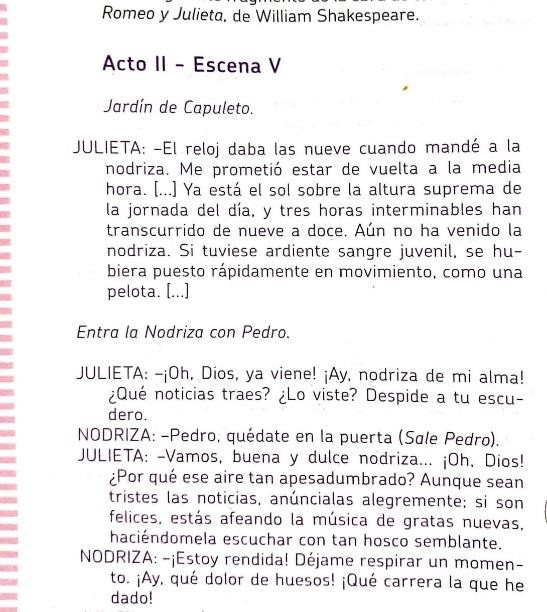 Romeo y Julieta, de William Shakespeare.
Acto II – Escena V
Jardín de Capuleto.
JULIETA: –El reloj daba las nueve cuando mandé a la
nodriza. Me prometió estar de vuelta a la media
hora. [...] Ya está el sol sobre la altura suprema de
la jornada del día, y tres horas interminables han
transcurrido de nueve a doce. Aún no ha venido la
nodriza. Si tuviese ardiente sangre juvenil, se hu-
biera puesto rápidamente en movimiento, como una
pelota. [...]
Entra la Nodriza con Pedro.
JULIETA: –¡Oh, Dios, ya viene! ¡Ay, nodriza de mi alma!
¿Qué noticias traes? ¿Lo viste? Despide a tu escu-
dero.
NODRIZA: –Pedro, quédate en la puerta (Sale Pedro).
JULIETA: –Vamos, buena y dulce nodriza... ¡Oh, Dios!
¿Por qué ese aire tan apesadumbrado? Aunque sean
tristes las noticias, anúncialas alegremente; si son
felices, estás afeando la música de gratas nuevas,
haciéndomela escuchar con tan hosco semblante.
NODRIZA: –¡Estoy rendida! Déjame respirar un momen-
to. ¡Ay, qué dolor de huesos! ¡Qué carrera la que he
dado!